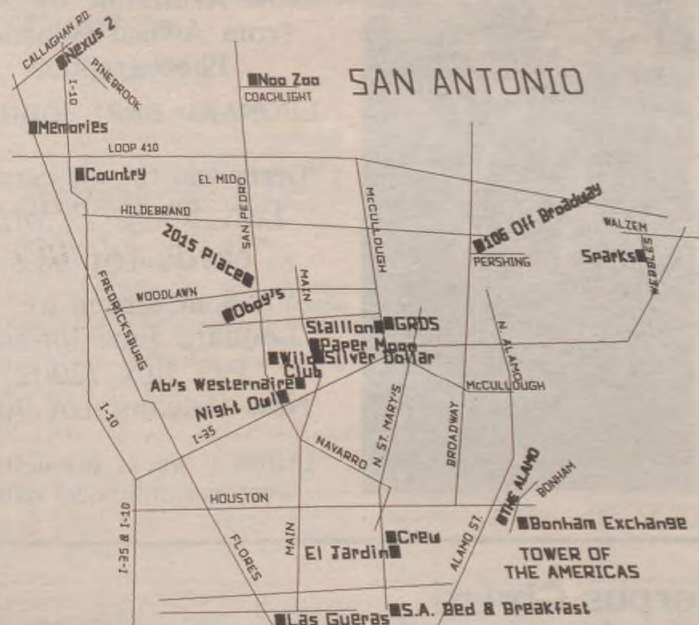 CALLAGHAN RD.
Nexus 2
I-10
PINEBROOK
Noo Zoo
COACHLIGHT
SAN ANTONIO
Memories
LOOP 410
Country
EL MIO
SAN PEDRO
McCULLOUGH
HILDEBRAND
106 Off Broadway
WALZEM
PERSHING
Sparks
2015 Place
WOODLAWN
MAIN
Oboy's
FREDRICKSBURG
Stallion
GRDS
N. ALAMO
Paper Moon
Wild Club
Silver Dollar
McCULLOUGH
Ab's Westernaire
Night Owl
I-10
I-35
N. ST. MARY'S
BROADWAY
NAVARRO
HOUSTON
THE ALAMO
BONHAM
Bonham Exchange
I-35 & I-10
FLORES
MAIN
ALAMO ST.
Crew
El Jardin
TOWER OF
THE AMERICAS
S.A. Bed & Breakfast
Las Gueras